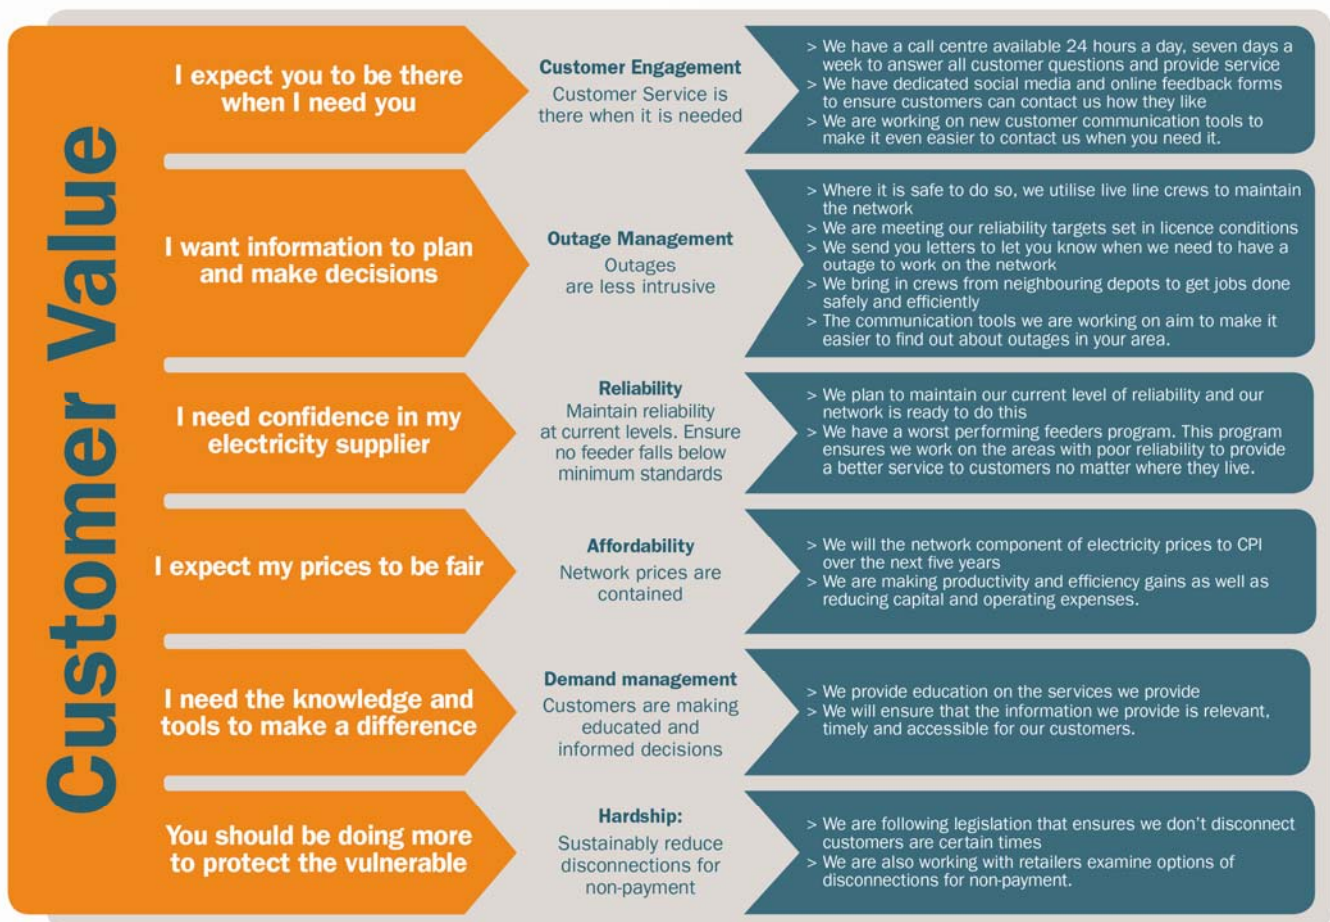 Customer Value
I expect you to be there
when I need you
Customer Engagement
Customer Service is
there when it is needed
> We have a call centre available 24 hours a day, seven days a
week to answer all customer questions and provide service
> We have dedicated social media and online feedback forms
to ensure customers can contact us how they like
> We are working on new customer communication tools to
make it even easier to contact us when you need it.
I want information to plan
and make decisions
Outage Management
Outages
are less intrusive
> Where it is safe to do so, we utilise live line crews to maintain
the network
> We are meeting our reliability targets set in licence conditions
> We send you letters to let you know when we need to have a
outage to work on the network
> We bring in crews from neighbouring depots to get jobs done
safely and efficiently
> The communication tools we are working on aim to make it
easier to find out about outages in your area.
I need confidence in my
electricity supplier
Reliability
Maintain reliability
at current levels. Ensure
no feeder falls below
minimum standards
> We plan to maintain our current level of reliability and our
network is ready to do this
> We have a worst performing feeders program. This program
ensures we work on the areas with poor reliability to provide
a better service to customers no matter where they live.
I expect my prices to be fair
Affordability
Network prices are
contained
> We will the network component of electricity prices to CPI
over the next five years
> We are making productivity and efficiency gains as well as
reducing capital and operating expenses.
I need the knowledge and
tools to make a difference
Demand management
Customers are making
educated and
informed decisions
> We provide education on the services we provide
> We will ensure that the information we provide is relevant,
timely and accessible for our customers.
You should be doing more
to protect the vulnerable
Hardship:
Sustainably reduce
disconnections for
non-payment
> We are following legislation that ensures we don't disconnect
customers are certain times
> We are also working with retailers examine options of
disconnections for non-payment.